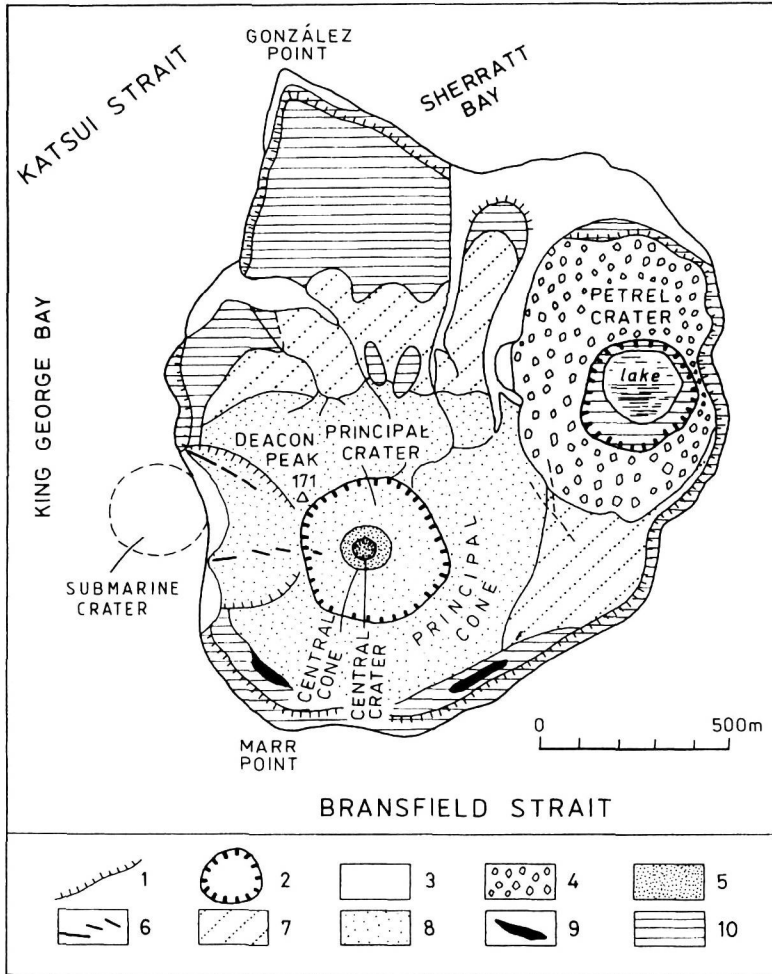 GONZÁLEZ
POINT
KATSUI STRAIT
SHERRATT
BAY
PETREL
CRATER
lake
KING GEORGE BAY
DEACON
PEAK
171
PRINCIPAL
CRATER
SUBMARINE
CRATER
PRINCIPAL
CONE
CENTRAL
CONE
CENTRAL
CRATER
MARR
POINT
0 500m
BRANSFIELD STRAIT
1 2 3 4 5
6 7 8 9 10